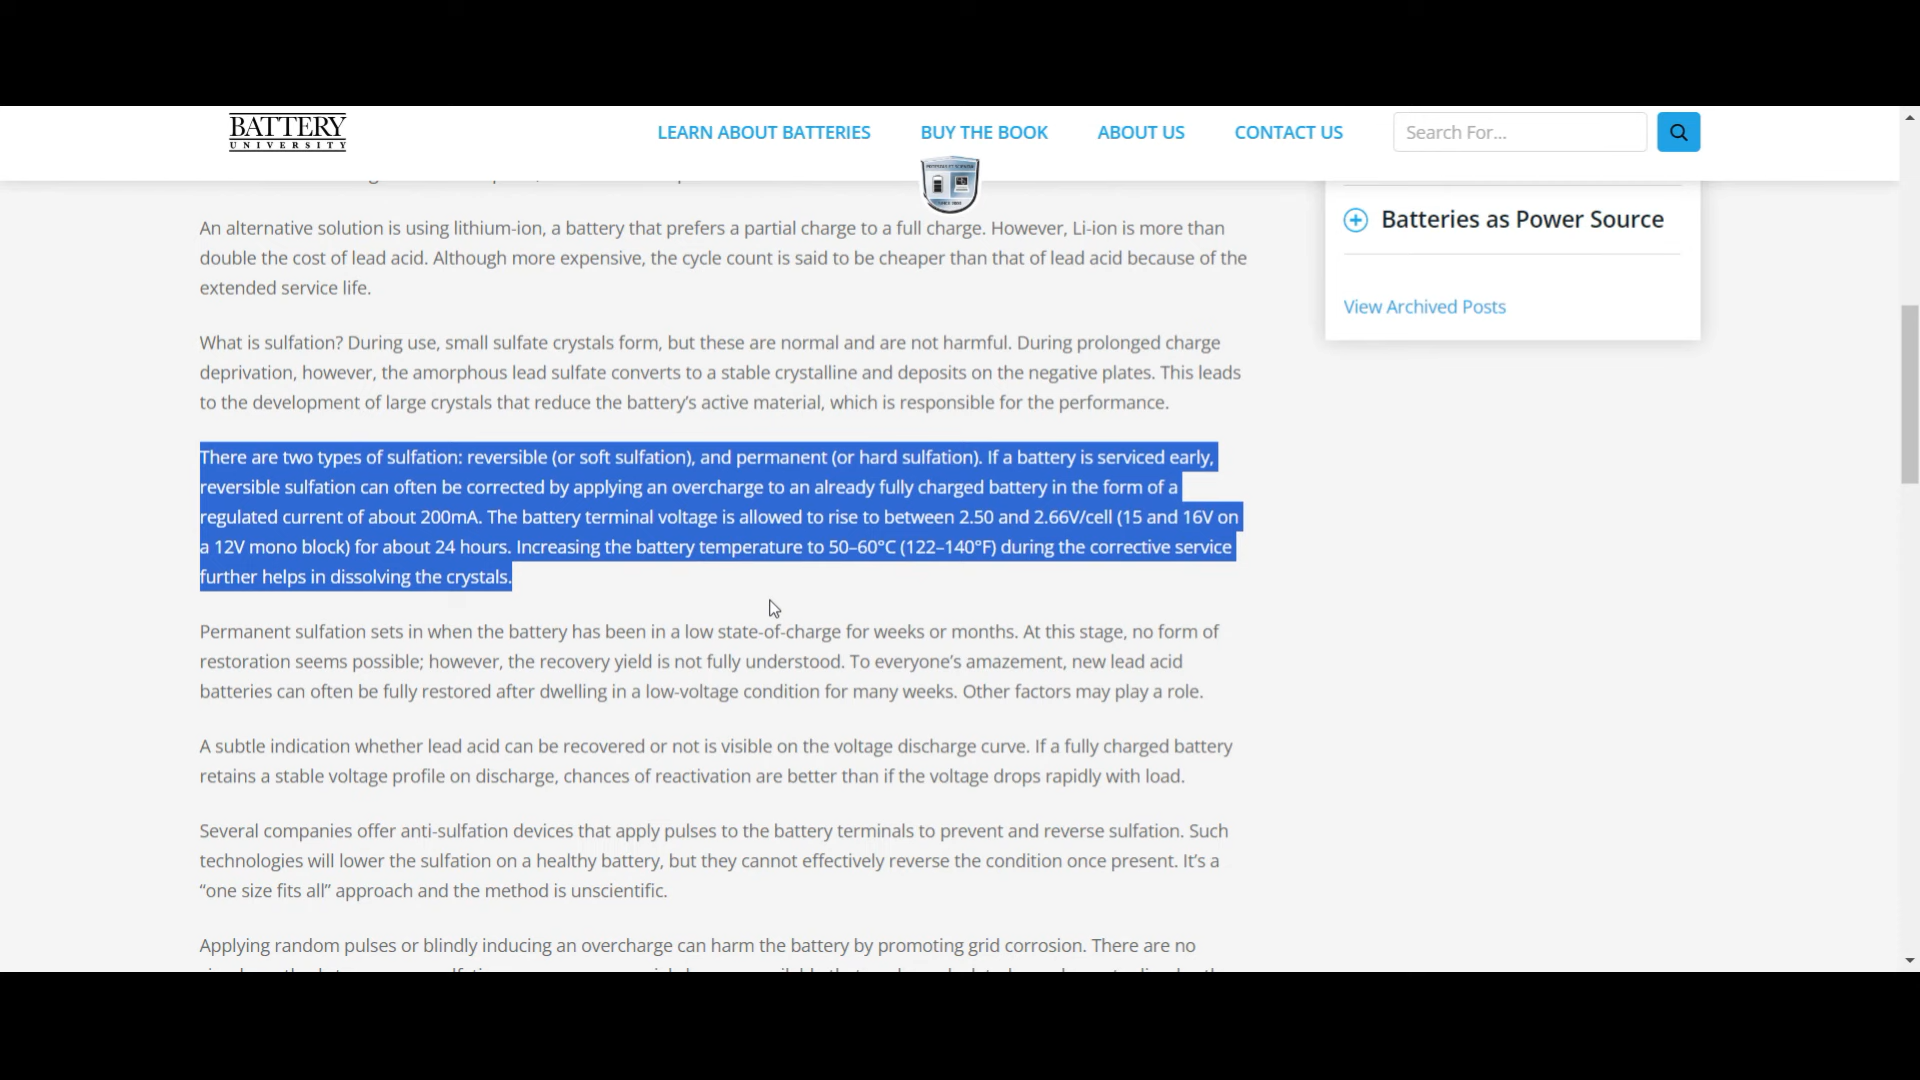 BATTERY
UNIVERSITY
LEARN ABOUT BATTERIES
BUY THE BOOK
ABOUT US
CONTACT US
Search For...
An alternative solution is using lithium-ion, a battery that prefers a partial charge to a full charge. However, Li-ion is more than
double the cost of lead acid. Although more expensive, the cycle count is said to be cheaper than that of lead acid because of the
extended service life.
What is sulfation? During use, small sulfate crystals form, but these are normal and are not harmful. During prolonged charge
deprivation, however, the amorphous lead sulfate converts to a stable crystalline and deposits on the negative plates. This leads
to the development of large crystals that reduce the battery’s active material, which is responsible for the performance.
There are two types of sulfation: reversible (or soft sulfation), and permanent (or hard sulfation). If a battery is serviced early,
reversible sulfation can often be corrected by applying an overcharge to an already fully charged battery in the form of a
regulated current of about 200mA. The battery terminal voltage is allowed to rise to between 2.50 and 2.66V/cell (15 and 16V on
a 12V mono block) for about 24 hours. Increasing the battery temperature to 50–60°C (122–140°F) during the corrective service
further helps in dissolving the crystals.
Permanent sulfation sets in when the battery has been in a low state-of-charge for weeks or months. At this stage, no form of
restoration seems possible; however, the recovery yield is not fully understood. To everyone’s amazement, new lead acid
batteries can often be fully restored after dwelling in a low-voltage condition for many weeks. Other factors may play a role.
A subtle indication whether lead acid can be recovered or not is visible on the voltage discharge curve. If a fully charged battery
retains a stable voltage profile on discharge, chances of reactivation are better than if the voltage drops rapidly with load.
Several companies offer anti-sulfation devices that apply pulses to the battery terminals to prevent and reverse sulfation. Such
technologies will lower the sulfation on a healthy battery, but they cannot effectively reverse the condition once present. It’s a
“one size fits all” approach and the method is unscientific.
Applying random pulses or blindly inducing an overcharge can harm the battery by promoting grid corrosion. There are no
Batteries as Power Source
View Archived Posts